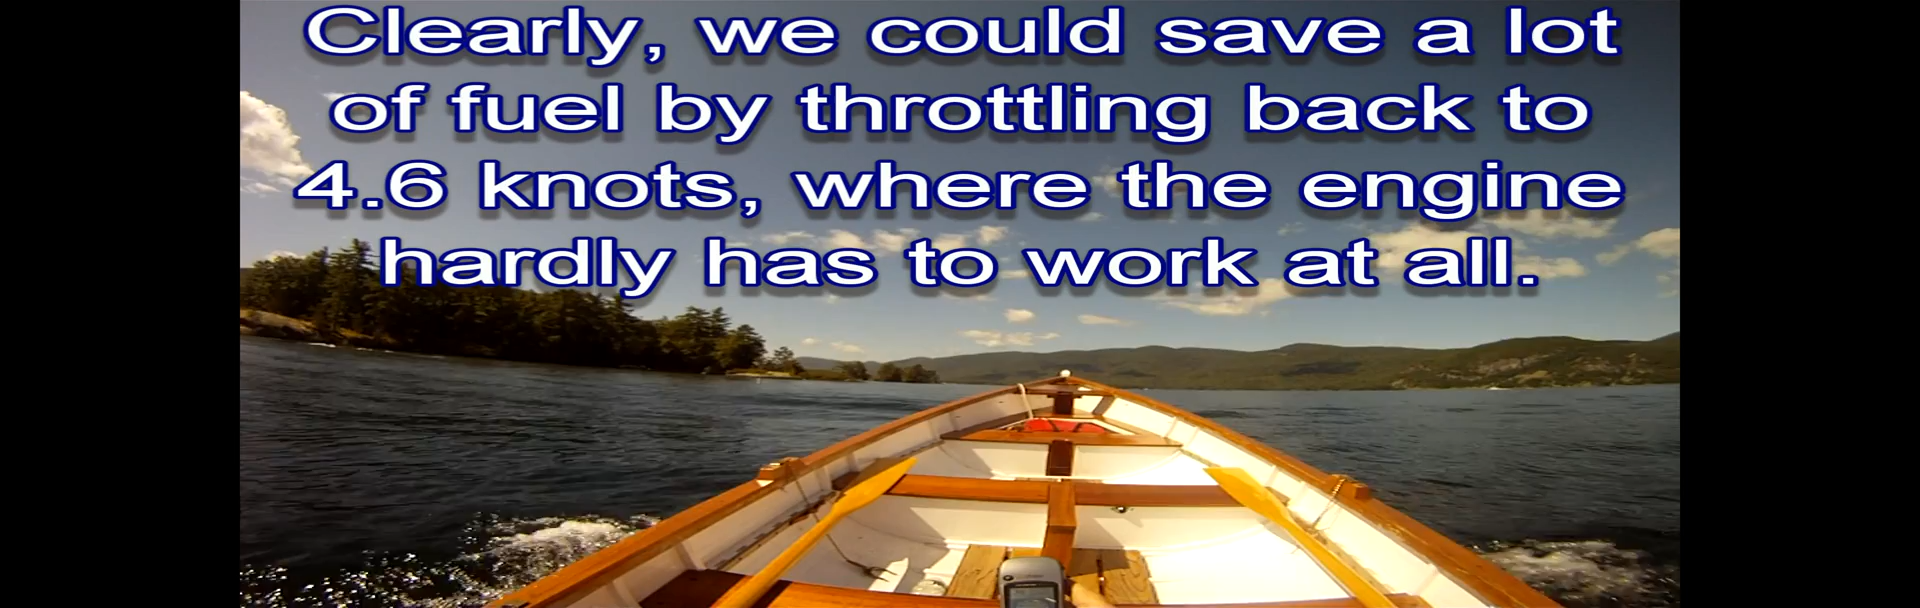 Clearly, we could save a lot
of fuel by throttling back to
4.6 knots, where the engine
hardly has to work at all.